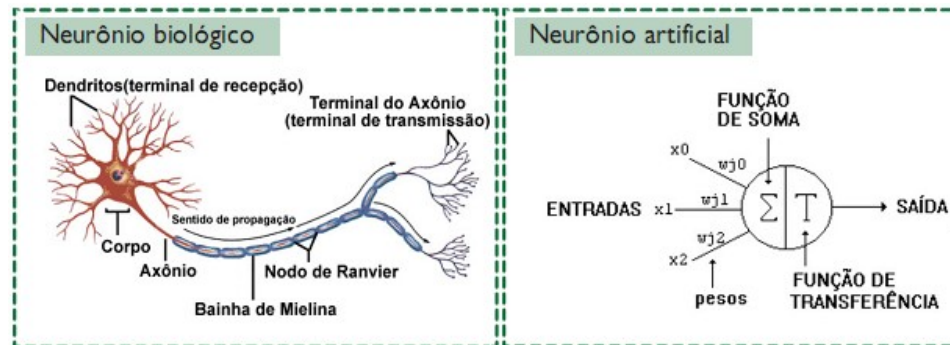 Neurônio biológico
Dendritos(terminal de recepção)
Terminal do Axônio
(terminal de transmissão)
Sentido de propagação
Corpo
Axônio
Nodo de Ranvier
Bainha de Mielina
Neurônio artificial
FUNÇÃO
DE SOMA
x0
wj0
ENTRADAS
x1
wj1
Σ
T
SAÍDA
wj2
x2
pesos
FUNÇÃO DE
TRANSFERÊNCIA